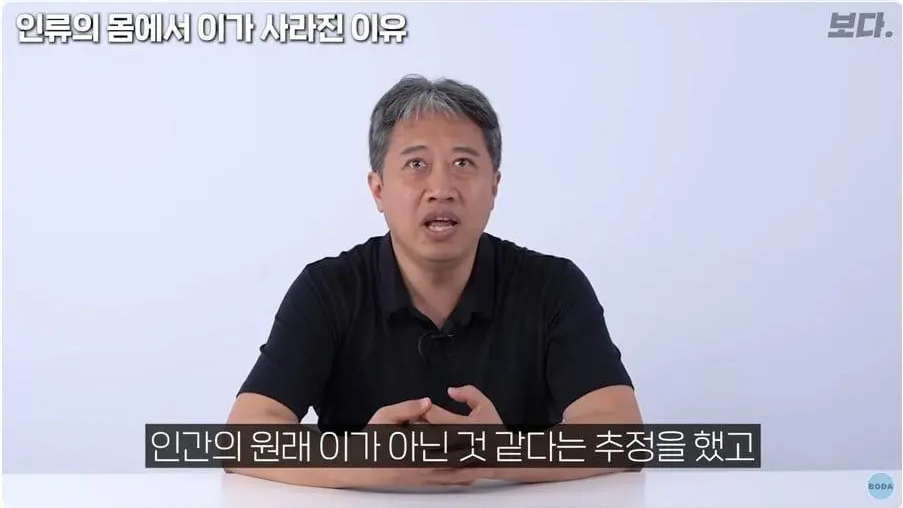 인류의 몸에서 이가 사라진 이유
보다.
인간의 원래 이가 아닌 것 같다는 추정을 했고
BODA